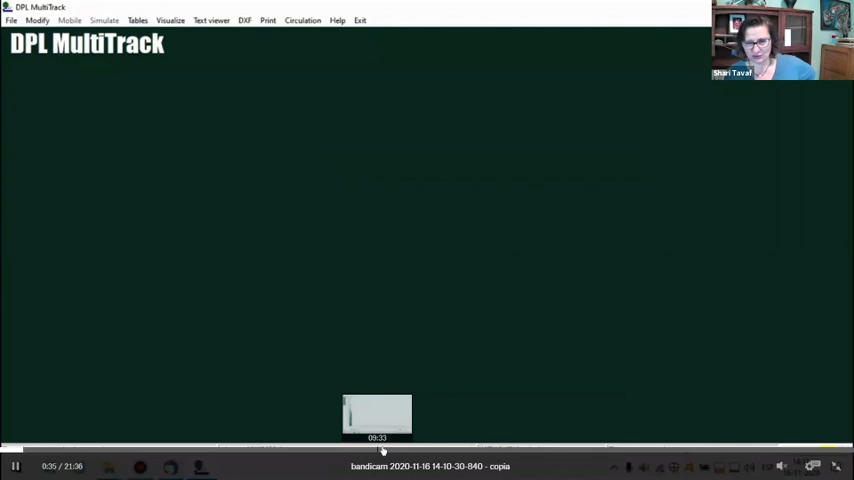 DPL MultiTrack
File Modify Mobile Simulate Tables Visualize Text viewer DXF Print Circulation Help Exit
DPL MultiTrack
Shari Tavaf
09:33
0:35 / 21:36
bandicam 2020-11-16 14-10-30-840 - copia